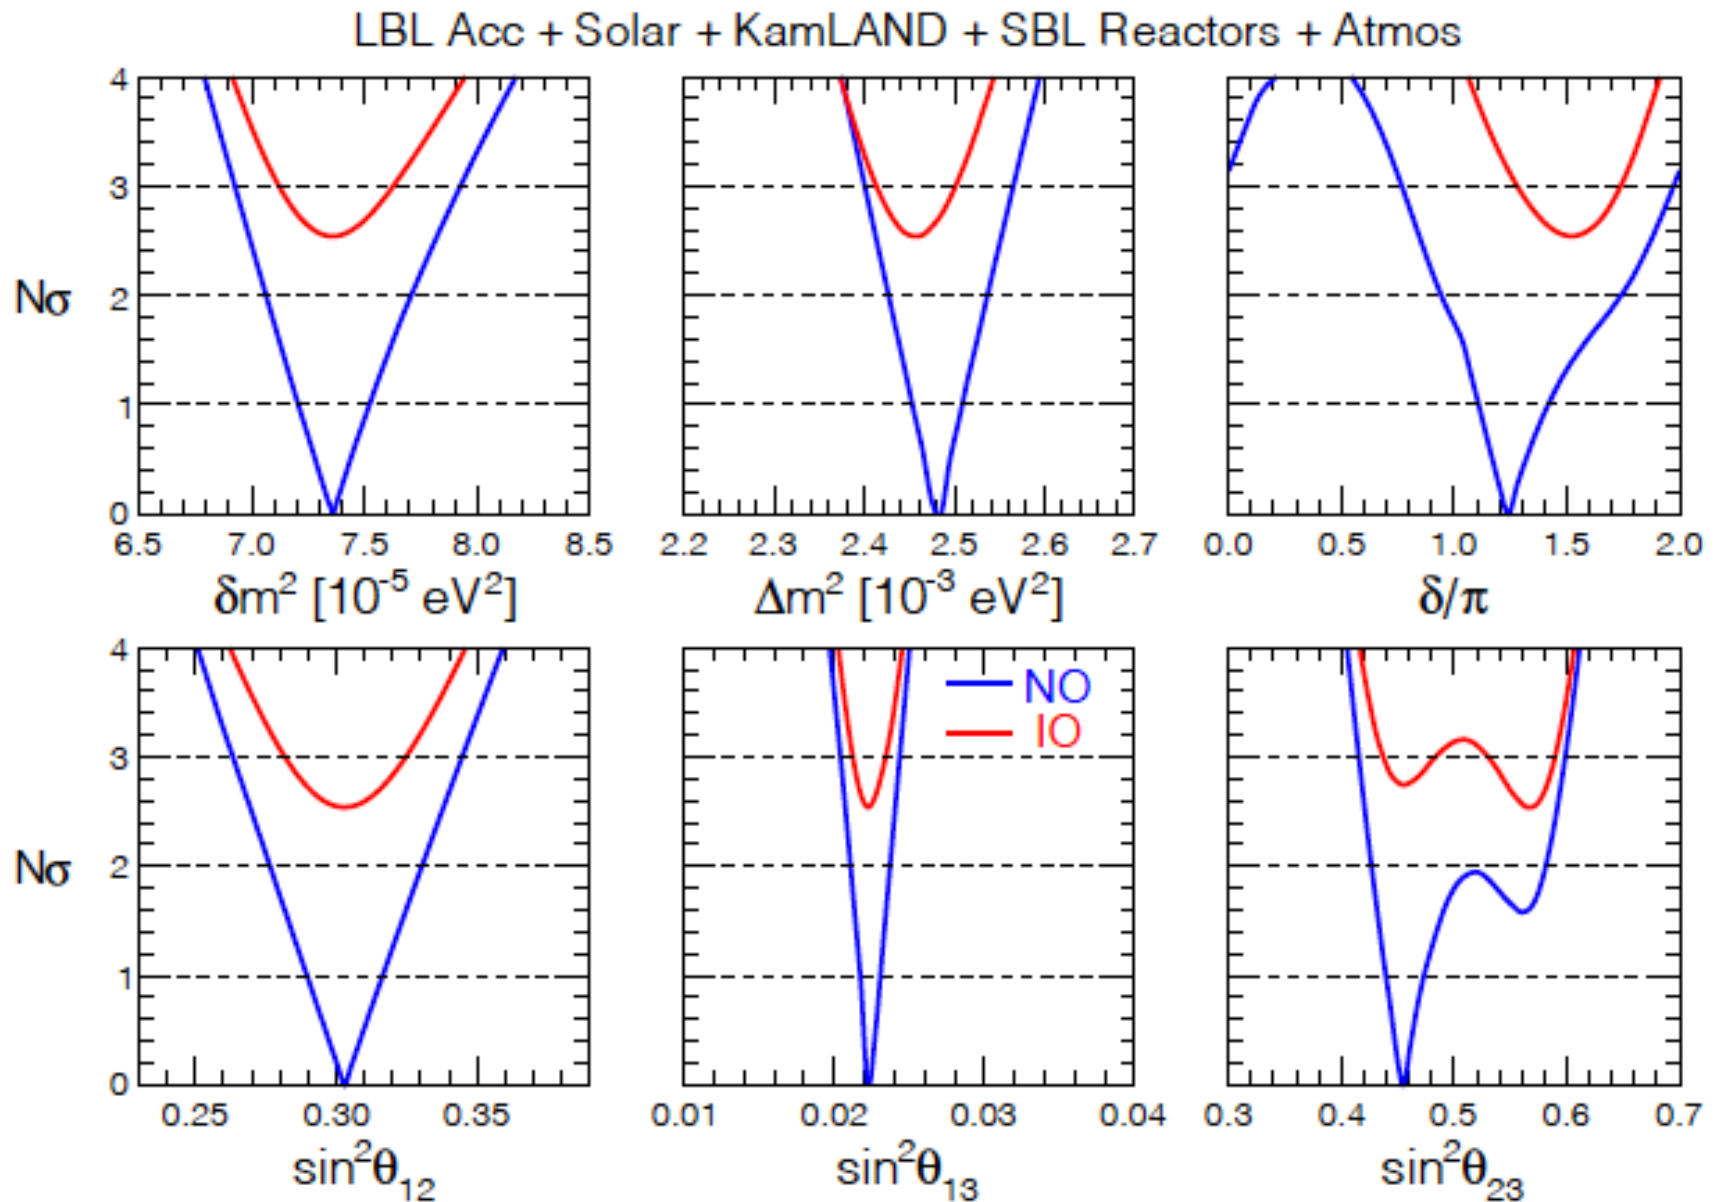 LBL Acc + Solar + KamLAND + SBL Reactors + Atmos
4
3
Nσ 2
1
0
6.5 7.0 7.5 8.0 8.5 2.2 2.3 2.4 2.5 2.6 2.7 0.0 0.5 1.0 1.5 2.0
δm² [10⁻⁵ eV²] Δm² [10⁻³ eV²] δ/π
4
NO
IO
3
Nσ 2
1
0
0.25 0.30 0.35 0.01 0.02 0.03 0.04 0.3 0.4 0.5 0.6 0.7
sin²θ₁₂ sin²θ₁₃ sin²θ₂₃